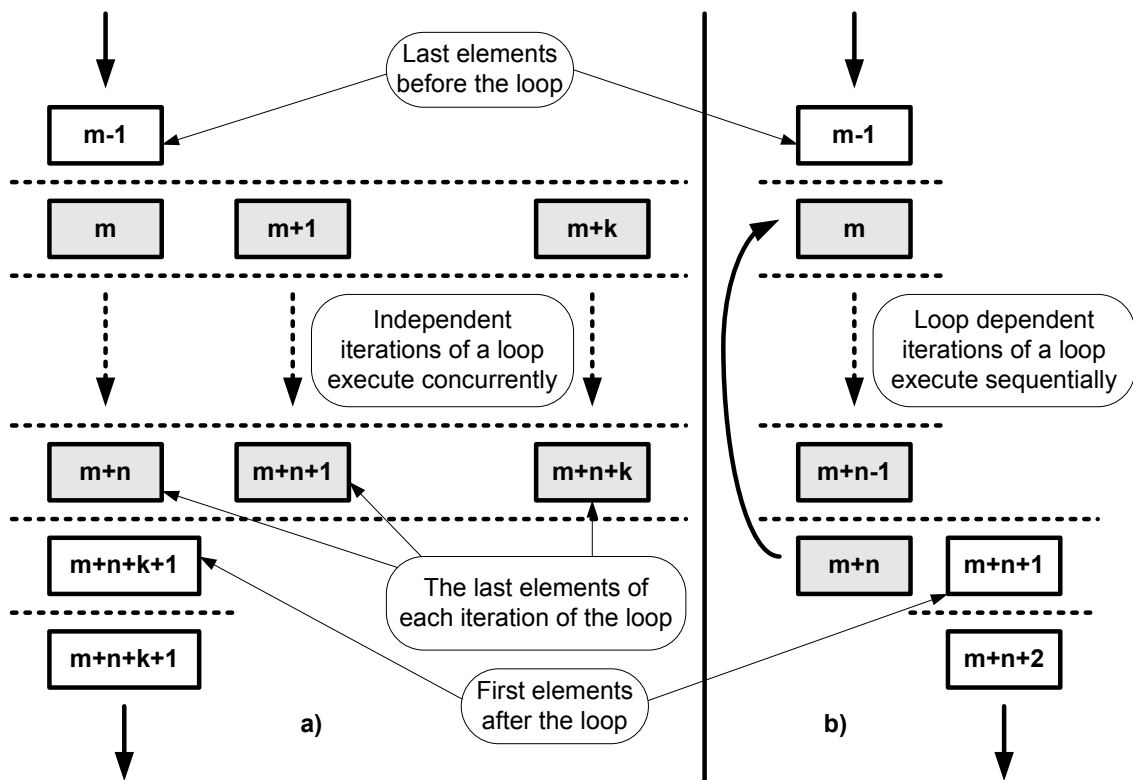 Last elements
before the loop
m-1
m
m+1
m+k
Independent
iterations of a loop
execute concurrently
m+n
m+n+1
m+n+k
m+n+k+1
The last elements of
each iteration of the loop
m+n+k+1
First elements
after the loop
a)
m-1
m
Loop dependent
iterations of a loop
execute sequentially
m+n-1
m+n
m+n+1
m+n+2
b)